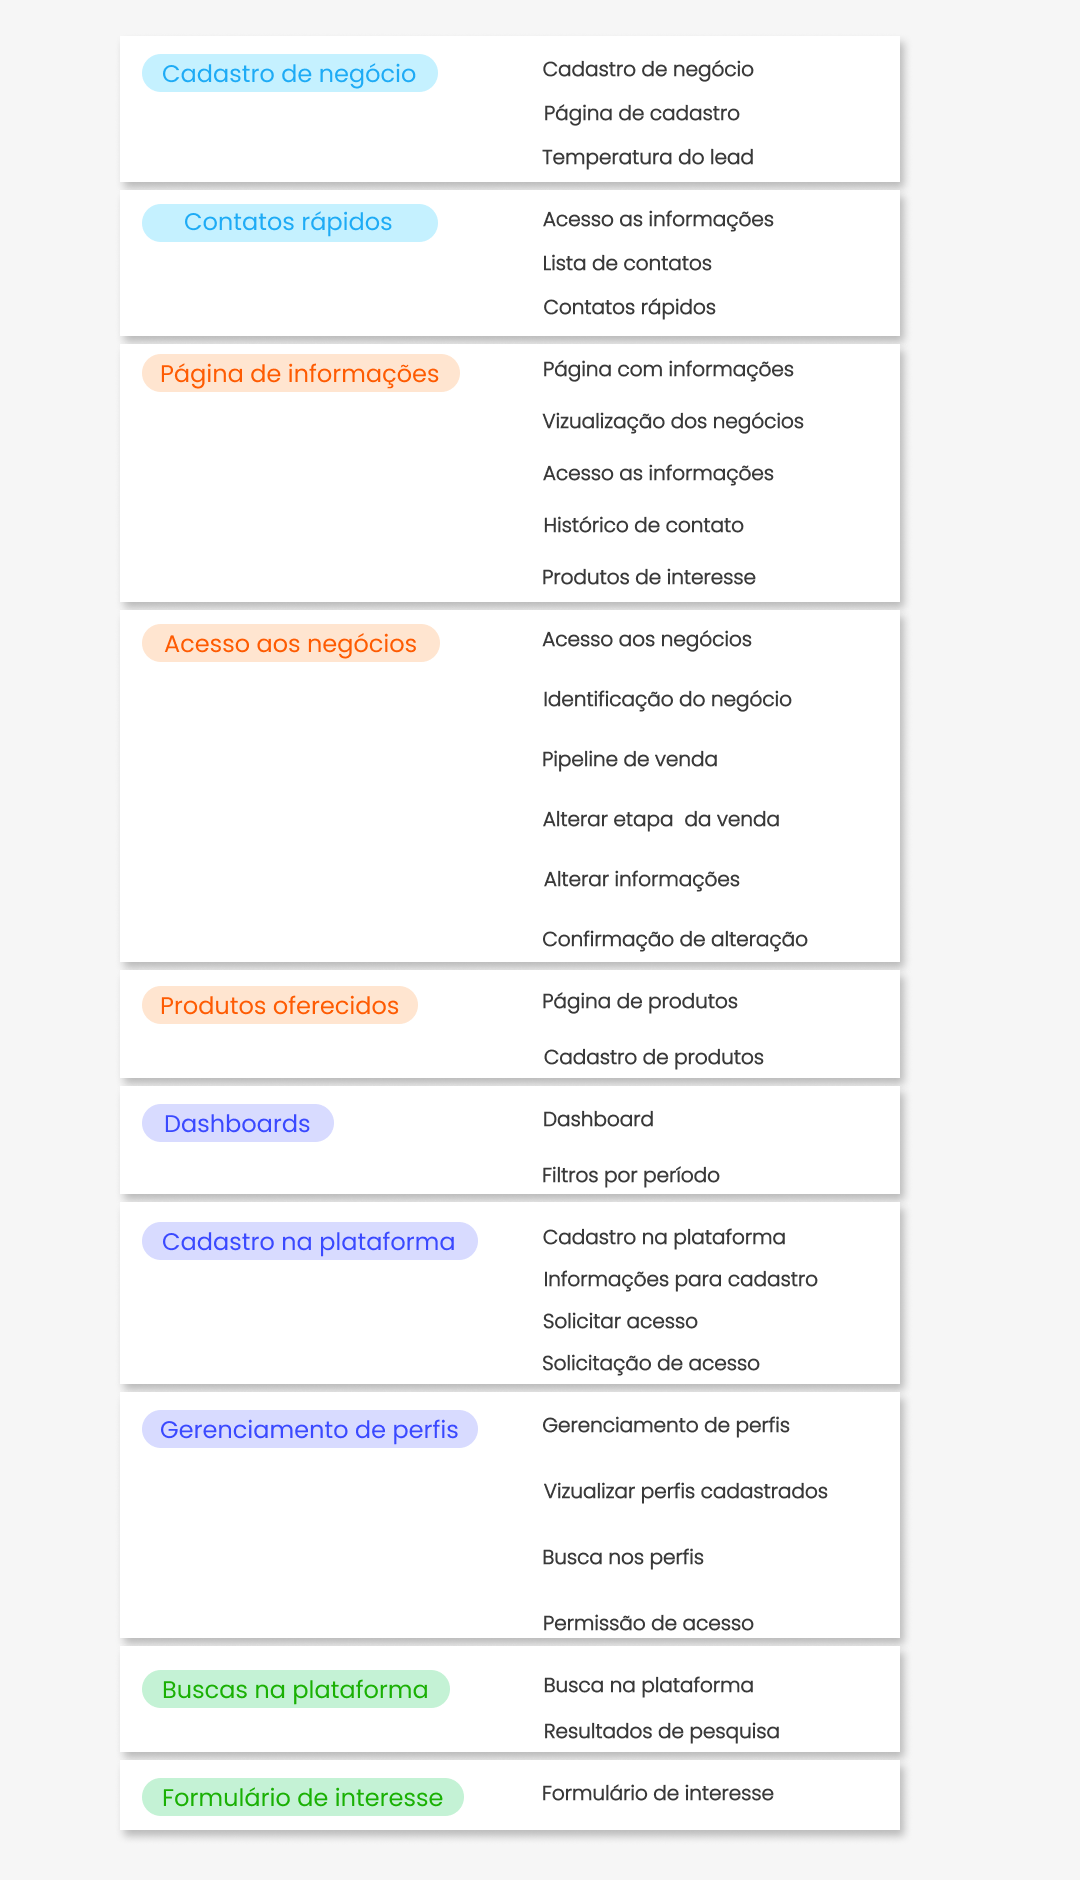 Cadastro de negócio
Cadastro de negócio
Página de cadastro
Temperatura do lead
Contatos rápidos
Acesso as informações
Lista de contatos
Contatos rápidos
Página de informações
Página com informações
Vizualização dos negócios
Acesso as informações
Histórico de contato
Produtos de interesse
Acesso aos negócios
Acesso aos negócios
Identificação do negócio
Pipeline de venda
Alterar etapa  da venda
Alterar informações
Confirmação de alteração
Produtos oferecidos
Página de produtos
Cadastro de produtos
Dashboards
Dashboard
Filtros por período
Cadastro na plataforma
Cadastro na plataforma
Informações para cadastro
Solicitar acesso
Solicitação de acesso
Gerenciamento de perfis
Gerenciamento de perfis
Vizualizar perfis cadastrados
Busca nos perfis
Permissão de acesso
Buscas na plataforma
Busca na plataforma
Resultados de pesquisa
Formulário de interesse
Formulário de interesse